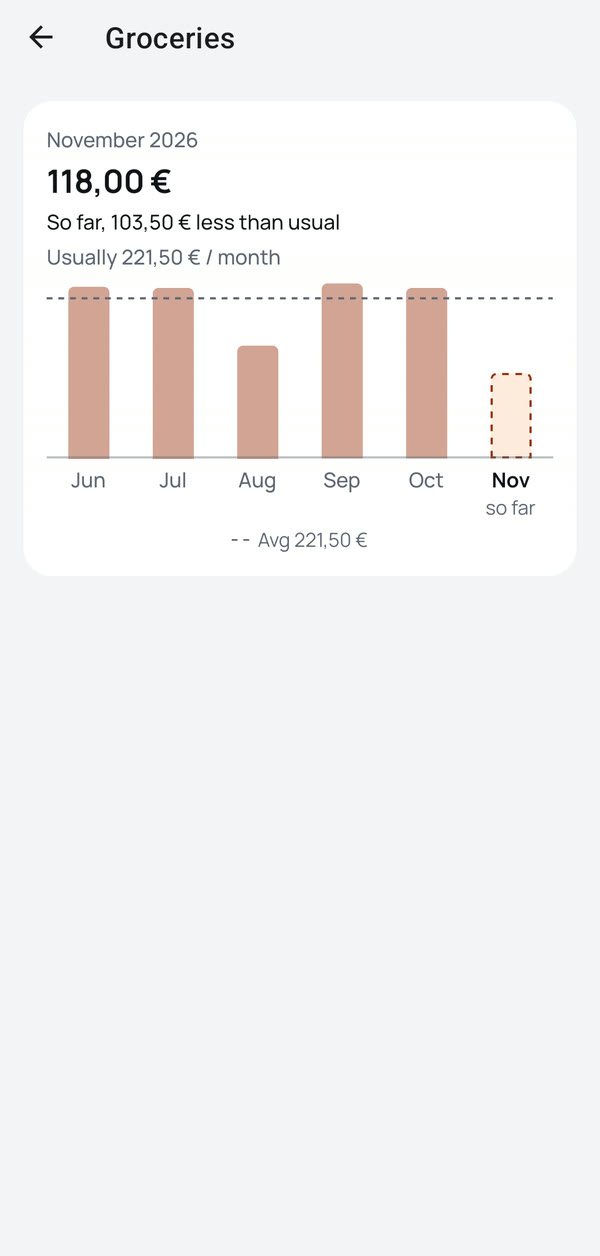 Groceries
November 2026
118,00 €
So far, 103,50 € less than usual
Usually 221,50 € / month
Jun Jul Aug Sep Oct Nov
so far
-- Avg 221,50 €